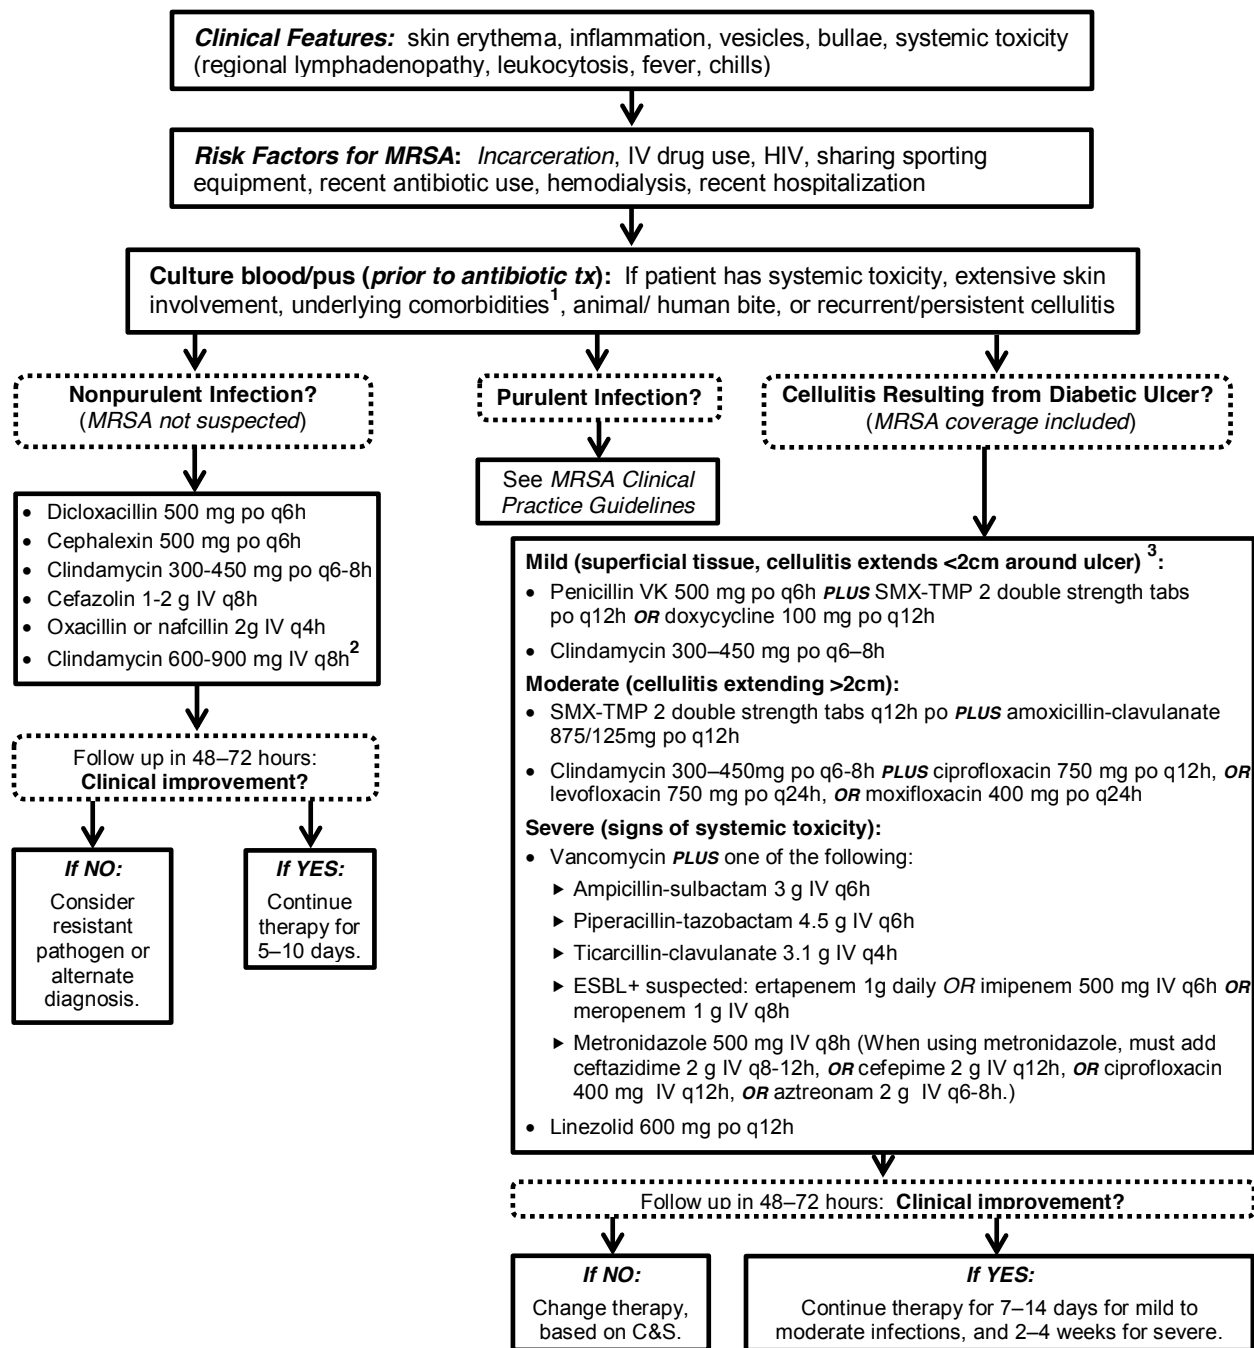 Clinical Features: skin erythema, inflammation, vesicles, bullae, systemic toxicity
(regional lymphadenopathy, leukocytosis, fever, chills)
Risk Factors for MRSA: Incarceration, IV drug use, HIV, sharing sporting
equipment, recent antibiotic use, hemodialysis, recent hospitalization
Culture blood/pus (prior to antibiotic tx): If patient has systemic toxicity, extensive skin
involvement, underlying comorbidities1, animal/ human bite, or recurrent/persistent cellulitis
Nonpurulent Infection?
(MRSA not suspected)
• Dicloxacillin 500 mg po q6h
• Cephalexin 500 mg po q6h
• Clindamycin 300-450 mg po q6-8h
• Cefazolin 1-2 g IV q8h
• Oxacillin or nafcillin 2g IV q4h
• Clindamycin 600-900 mg IV q8h2
Follow up in 48–72 hours:
Clinical improvement?
If NO:
Consider
resistant
pathogen or
alternate
diagnosis.
If YES:
Continue
therapy for
5–10 days.
Purulent Infection?
See MRSA Clinical
Practice Guidelines
Cellulitis Resulting from Diabetic Ulcer?
(MRSA coverage included)
Mild (superficial tissue, cellulitis extends <2cm around ulcer) 3:
• Penicillin VK 500 mg po q6h PLUS SMX-TMP 2 double strength tabs
po q12h OR doxycycline 100 mg po q12h
• Clindamycin 300–450 mg po q6–8h
Moderate (cellulitis extending >2cm):
• SMX-TMP 2 double strength tabs q12h po PLUS amoxicillin-clavulanate
875/125mg po q12h
• Clindamycin 300–450mg po q6-8h PLUS ciprofloxacin 750 mg po q12h, OR
levofloxacin 750 mg po q24h, OR moxifloxacin 400 mg po q24h
Severe (signs of systemic toxicity):
• Vancomycin PLUS one of the following:
► Ampicillin-sulbactam 3 g IV q6h
► Piperacillin-tazobactam 4.5 g IV q6h
► Ticarcillin-clavulanate 3.1 g IV q4h
► ESBL+ suspected: ertapenem 1g daily OR imipenem 500 mg IV q6h OR
meropenem 1 g IV q8h
► Metronidazole 500 mg IV q8h (When using metronidazole, must add
ceftazidime 2 g IV q8-12h, OR cefepime 2 g IV q12h, OR ciprofloxacin
400 mg IV q12h, OR aztreonam 2 g IV q6-8h.)
• Linezolid 600 mg po q12h
Follow up in 48–72 hours: Clinical improvement?
If NO:
Change therapy,
based on C&S.
If YES:
Continue therapy for 7–14 days for mild to
moderate infections, and 2–4 weeks for severe.